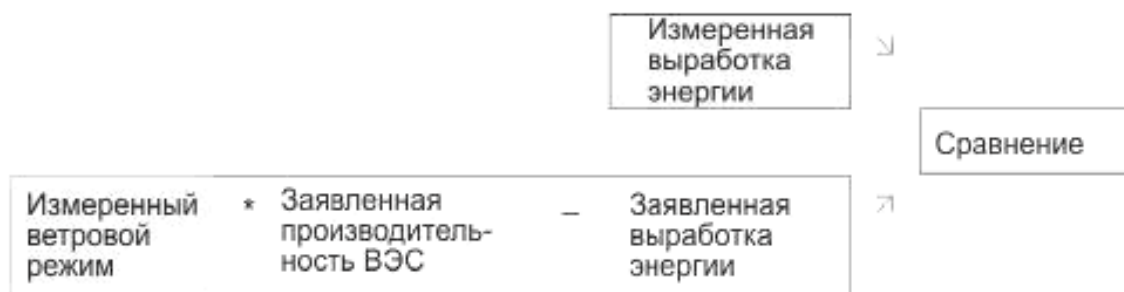 Измеренная
выработка
энергии
Сравнение
Измеренный * Заявленная – Заявленная
ветровой производитель- выработка
режим ность ВЭС энергии